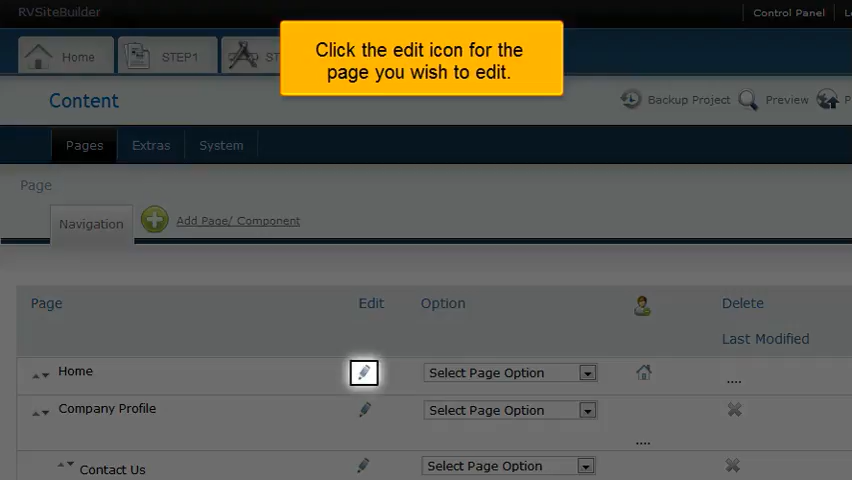 RVSiteBuilder
Control Panel
Click the edit icon for the
page you wish to edit.
Home
STEP1
Content
Backup Project
Preview
Pages
Extras
System
Page
Navigation
Add Page/ Component
Page
Edit
Option
Delete
Last Modified
Home
Select Page Option
....
Company Profile
Select Page Option
....
Contact Us
Select Page Option